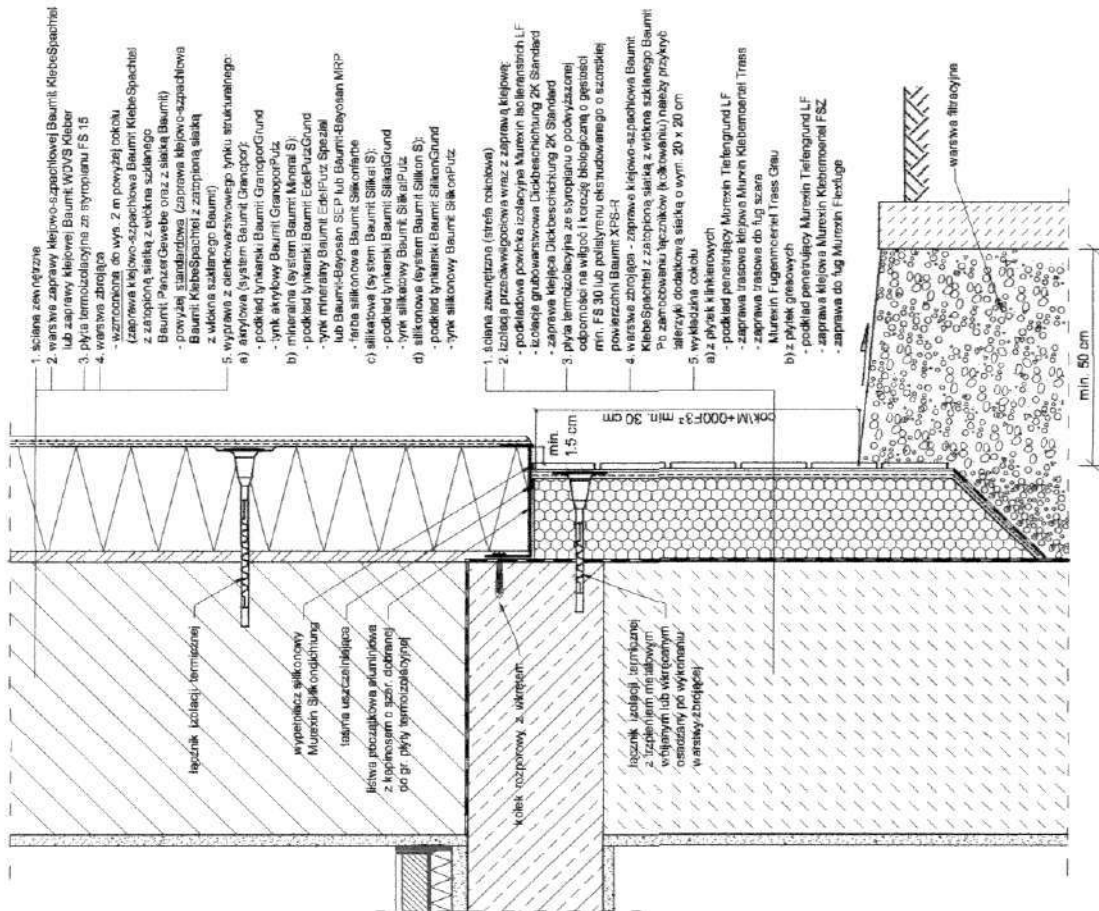 1. ściana zewnętrzna
2. warstwa zaprawy klejowo-szpachlowej Baumit KlebeSpachtel
lub zaprawy klejowej Baumit WDVS Kleber
3. płyta termoizolacyjna ze styropianu FS 15
4. warstwa zbrojąca
- wzmocniona do wys. 2 m powyżej cokołu
(zaprawa klejowo-szpachlowa Baumit KlebeSpachtel
z zatopioną siatką z włókna szklanego
Baumit PanzerGewebe oraz z siatką Baumit)
- powyżej standardowa (zaprawa klejowo-szpachlowa
Baumit KlebeSpachtel z zatopioną siatką
z włókna szklanego Baumit)
5. wyprawa z cienkowarstwowego tynku strukturalnego:
a) akrylowa (system Baumit Granopor):
- podkład tynkarski Baumit GranoporGrund
- tynk akrylowy Baumit GranoporPutz
b) mineralna (system Baumit Mineral S):
- podkład tynkarski Baumit EdelPutzGrund
- tynk mineralny Baumit EdelPutz Spezial
lub Baumit-Bayosan SEP lub Baumit-Bayosan MRP
- farba silikonowa Baumit Silikonfarbe
c) silikatowa (system Baumit Silikat S):
- podkład tynkarski Baumit SilikatGrund
- tynk silikatowy Baumit SilikatPutz
d) silikonowa (system Baumit Silikon S):
- podkład tynkarski Baumit SilikonGrund
- tynk silikonowy Baumit SilikonPutz
1. ściana zewnętrzna (strefa cokołowa)
2. izolacja przeciwwilgociowa wraz z zaprawą klejową:
- podkładowa powłoka izolacyjna Murexin Isolieranstrich LF
- izolacja grubowarstwowa Dickbeschichtung 2K Standard
- zaprawa klejąca Dickbeschichtung 2K Standard
3. płyta termoizolacyjna ze styropianu o podwyższonej
odporności na wilgoć i korozję biologiczną o gęstości
min. FS 30 lub polistyrenu ekstrudowanego o szorstkiej
powierzchni Baumit XPS-R
4. warstwa zbrojąca - zaprawa klejowo-szpachlowa Baumit
KlebeSpachtel z zatopioną siatką z włókna szklanego Baumit
Po zamocowaniu łączników (kołkowaniu) należy przykryć
talerzyki dodatkową siatką o wym. 20 x 20 cm
5. wykładzina cokołu
a) z płytek klinkierowych
- podkład penetrujący Murexin Tiefengrund LF
- zaprawa trasowa klejowa Murvin Klebemoertel Trass
- zaprawa trasowa do fug szara
Murexin Fugenzement Trass Grau
b) z płytek gresowych
- podkład penetrujący Murexin Tiefengrund LF
- zaprawa klejowa Murexin Klebemoertel FSZ
- zaprawa do fug Murexin Flexfuge
łącznik izolacji termicznej
wypełniacz silikonowy
Murexin Silikondichtung
taśma uszczelniająca
listwa początkowa aluminiowa
z kapinosem o szer. dobranej
do gr. płyty termoizolacyjnej
kołek rozporowy z wkrętem
łącznik izolacji termicznej
z trzpieniem metalowym
wbijanym lub wkręcanym
osadzany po wykonaniu
warstwy zbrojącej
min.
1.5 cm
cok\M+000F3² min. 30 cm
warstwa filtracyjna
min. 50 cm